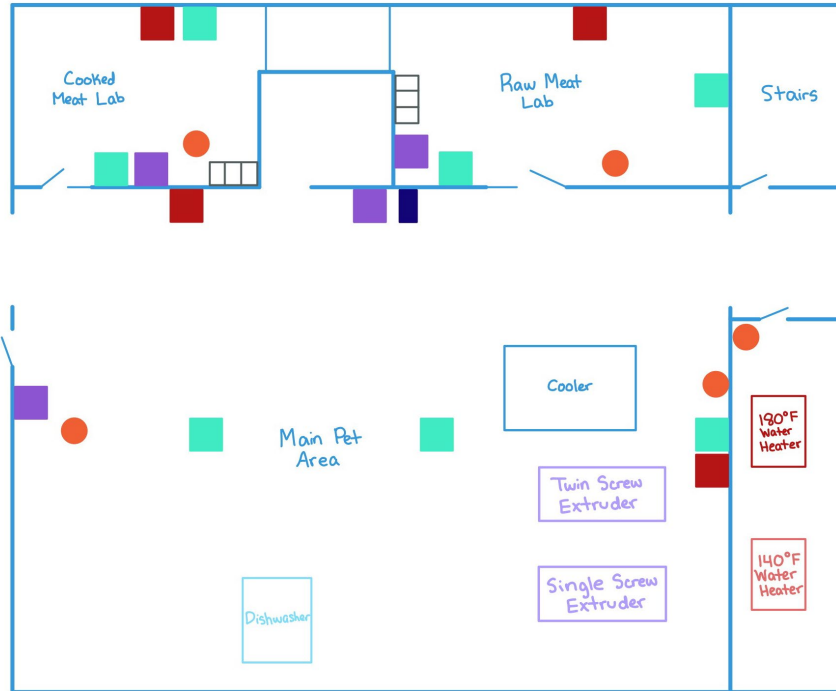 Cooked
Meat Lab
Raw Meat
Lab
Stairs
Cooler
180°F
Water
Heater
Main Pet
Area
Twin Screw
Extruder
140°F
Water
Heater
Single Screw
Extruder
Dishwasher